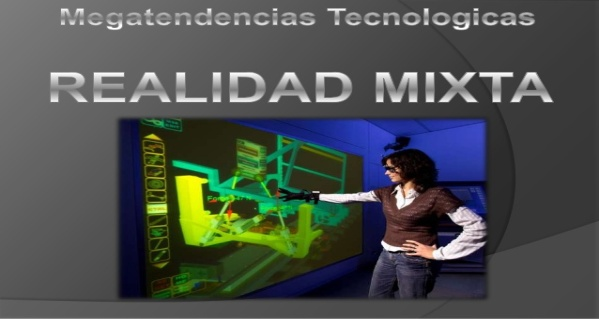 Megatendencias Tecnologicas
REALIDAD MIXTA